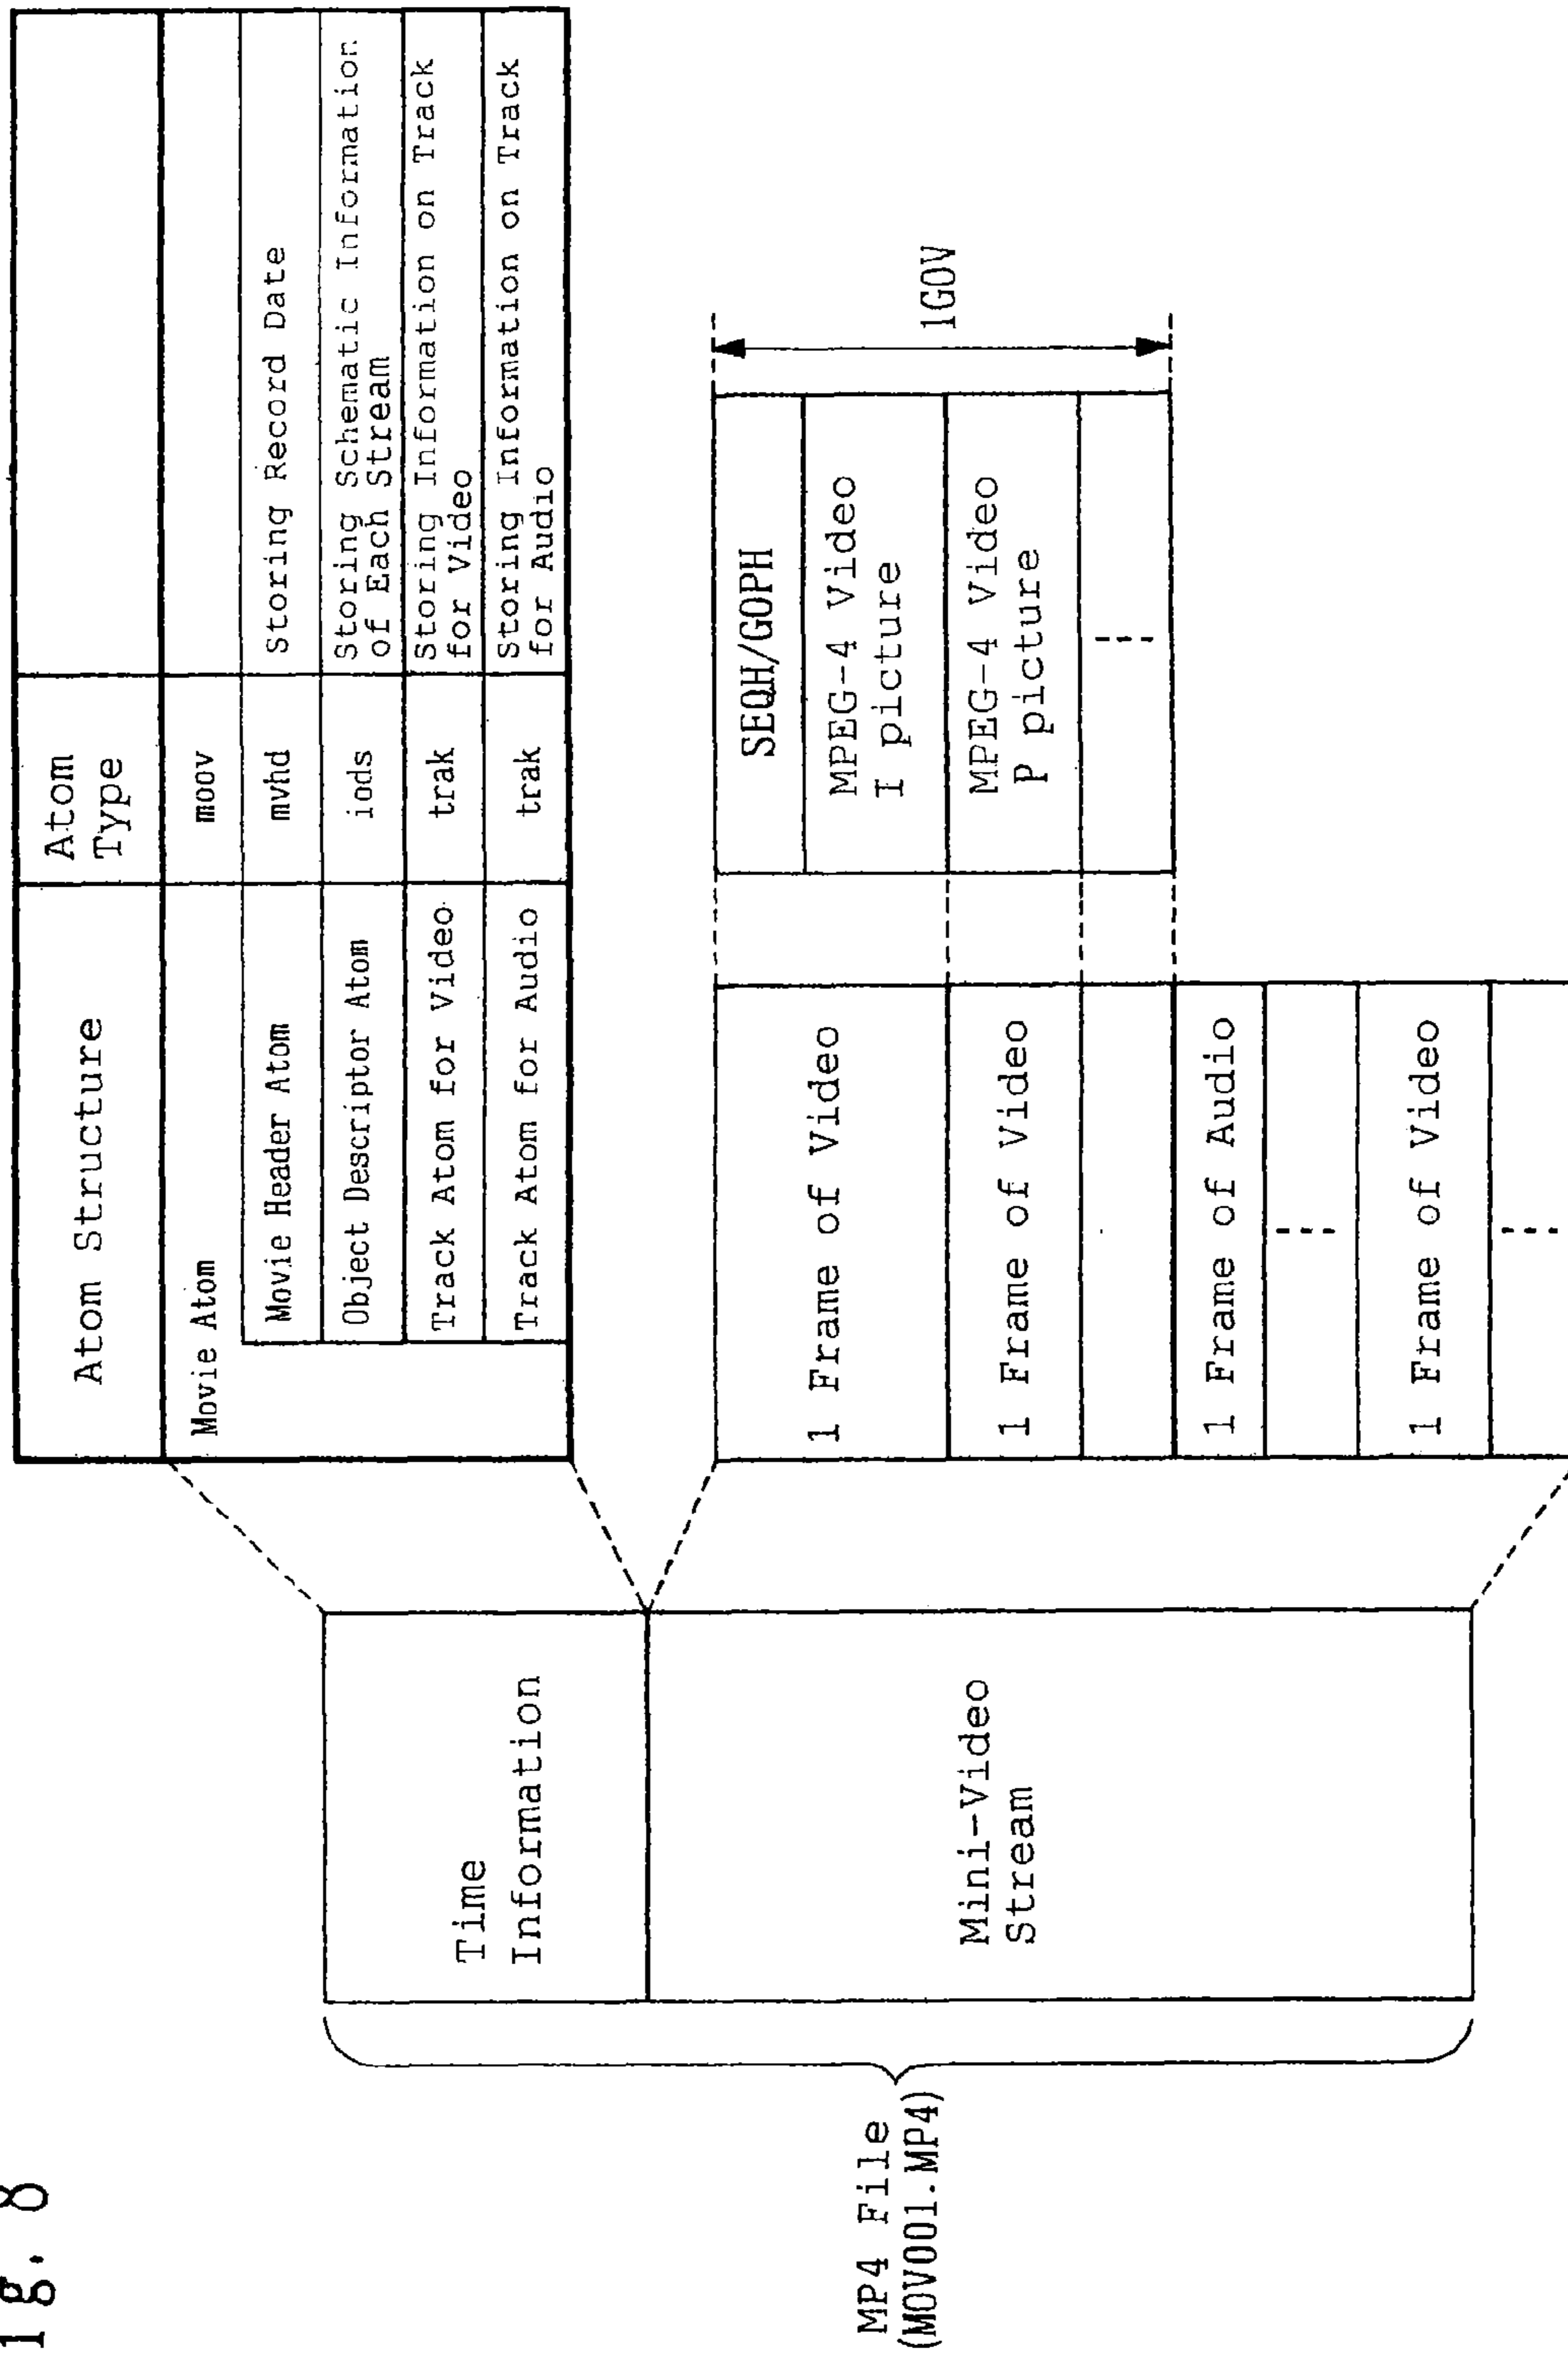 Fig. 8
MP4 File
(MOV001.MP4)
Time
Information
Mini-Video
Stream
Atom Structure
Atom
Type
Movie Atom
moov
Movie Header Atom
mvhd
Storing Record Date
Object Descriptor Atom
iods
Storing Schematic Information
of Each Stream
Track Atom for Video
trak
Storing Information on Track
for Video
Track Atom for Audio
trak
Storing Information on Track
for Audio
1 Frame of Video
1 Frame of Video
1 Frame of Audio
1 Frame of Video
SEQH/GOPH
MPEG-4 Video
I picture
MPEG-4 Video
P picture
1GOV